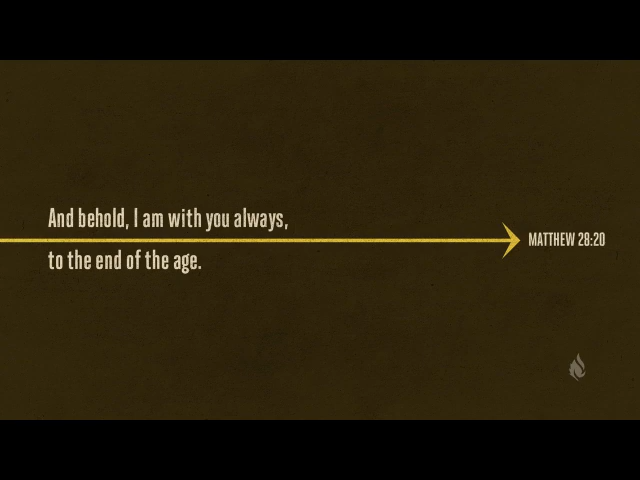 And behold, I am with you always,
MATTHEW 28:20
to the end of the age.